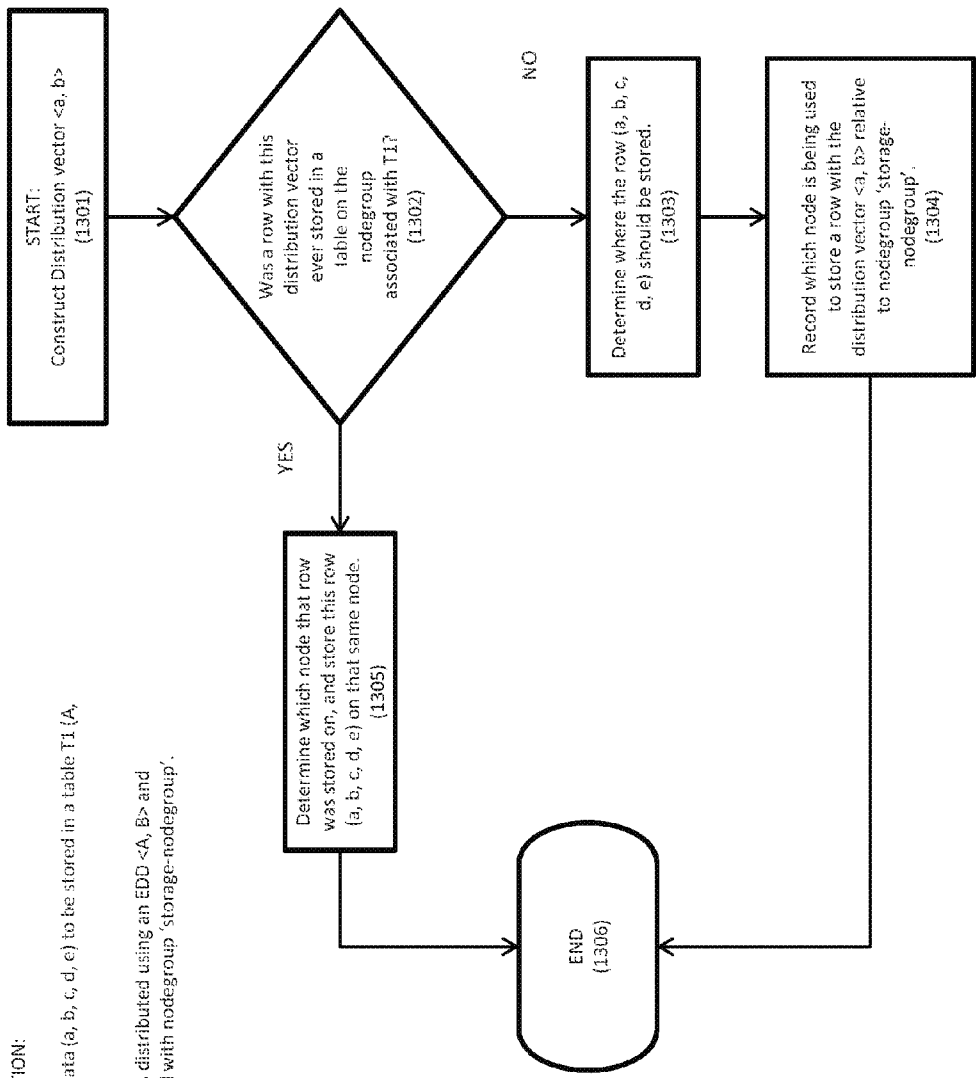 TION:
ata (a, b, c, d, e) to be stored in a table T1 (A,
distributed using an EDD <A, B> and
with nodegroup 'storage-nodegroup'.
START:
Construct Distribution vector <a, b>
(1301)
Was a row with this
distribution vector
ever stored in a
table on the
nodegroup
associated with T1?
(1302)
YES
NO
Determine which node that row
was stored on, and store this row
(a, b, c, d, e) on that same node.
(1305)
Determine where the row (a, b, c,
d, e) should be stored.
(1303)
Record which node is being used
to store a row with the
distribution vector <a, b> relative
to nodegroup 'storage-
nodegroup'.
(1304)
END
(1306)